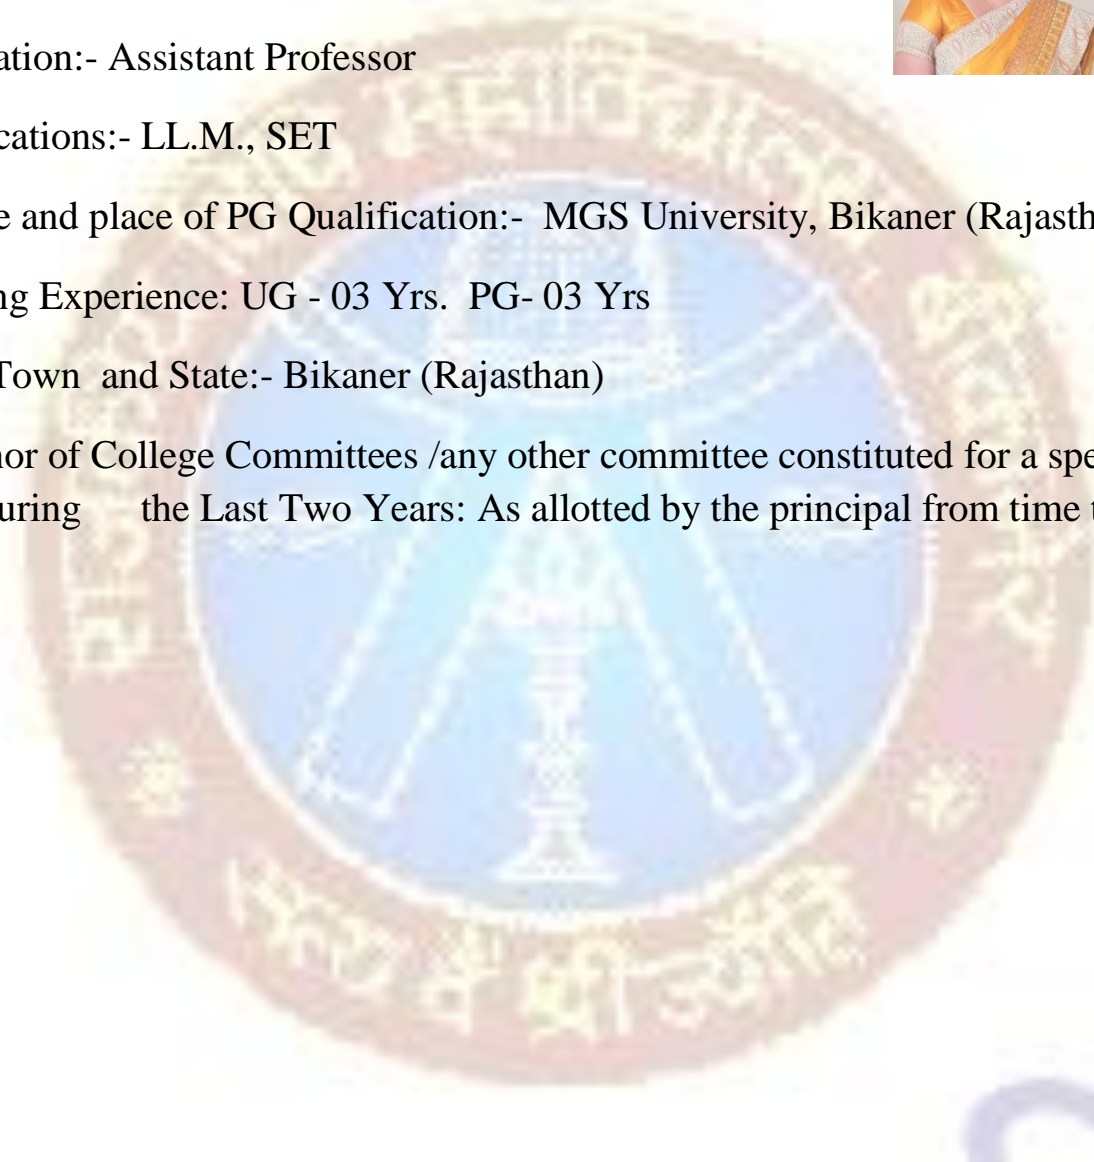 ation:- Assistant Professor
cations:- LL.M., SET
e and place of PG Qualification:- MGS University, Bikaner (Rajasth
ng Experience: UG - 03 Yrs. PG- 03 Yrs
Town and State:- Bikaner (Rajasthan)
nor of College Committees /any other committee constituted for a spe
uring the Last Two Years: As allotted by the principal from time t